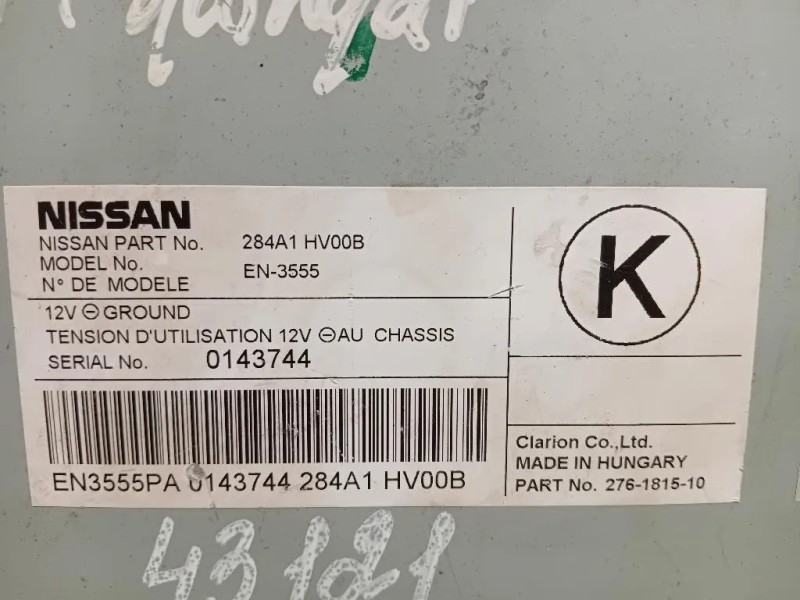 qashqai
NISSAN
NISSAN PART No. 284A1 HV00B
MODEL No. EN-3555
N° DE MODELE
12V ⊖ GROUND
TENSION D'UTILISATION 12V ⊖ AU CHASSIS
SERIAL No. 0143744
EN3555PA 0143744 284A1 HV00B
K
Clarion Co.,Ltd.
MADE IN HUNGARY
PART No. 276-1815-10
43121